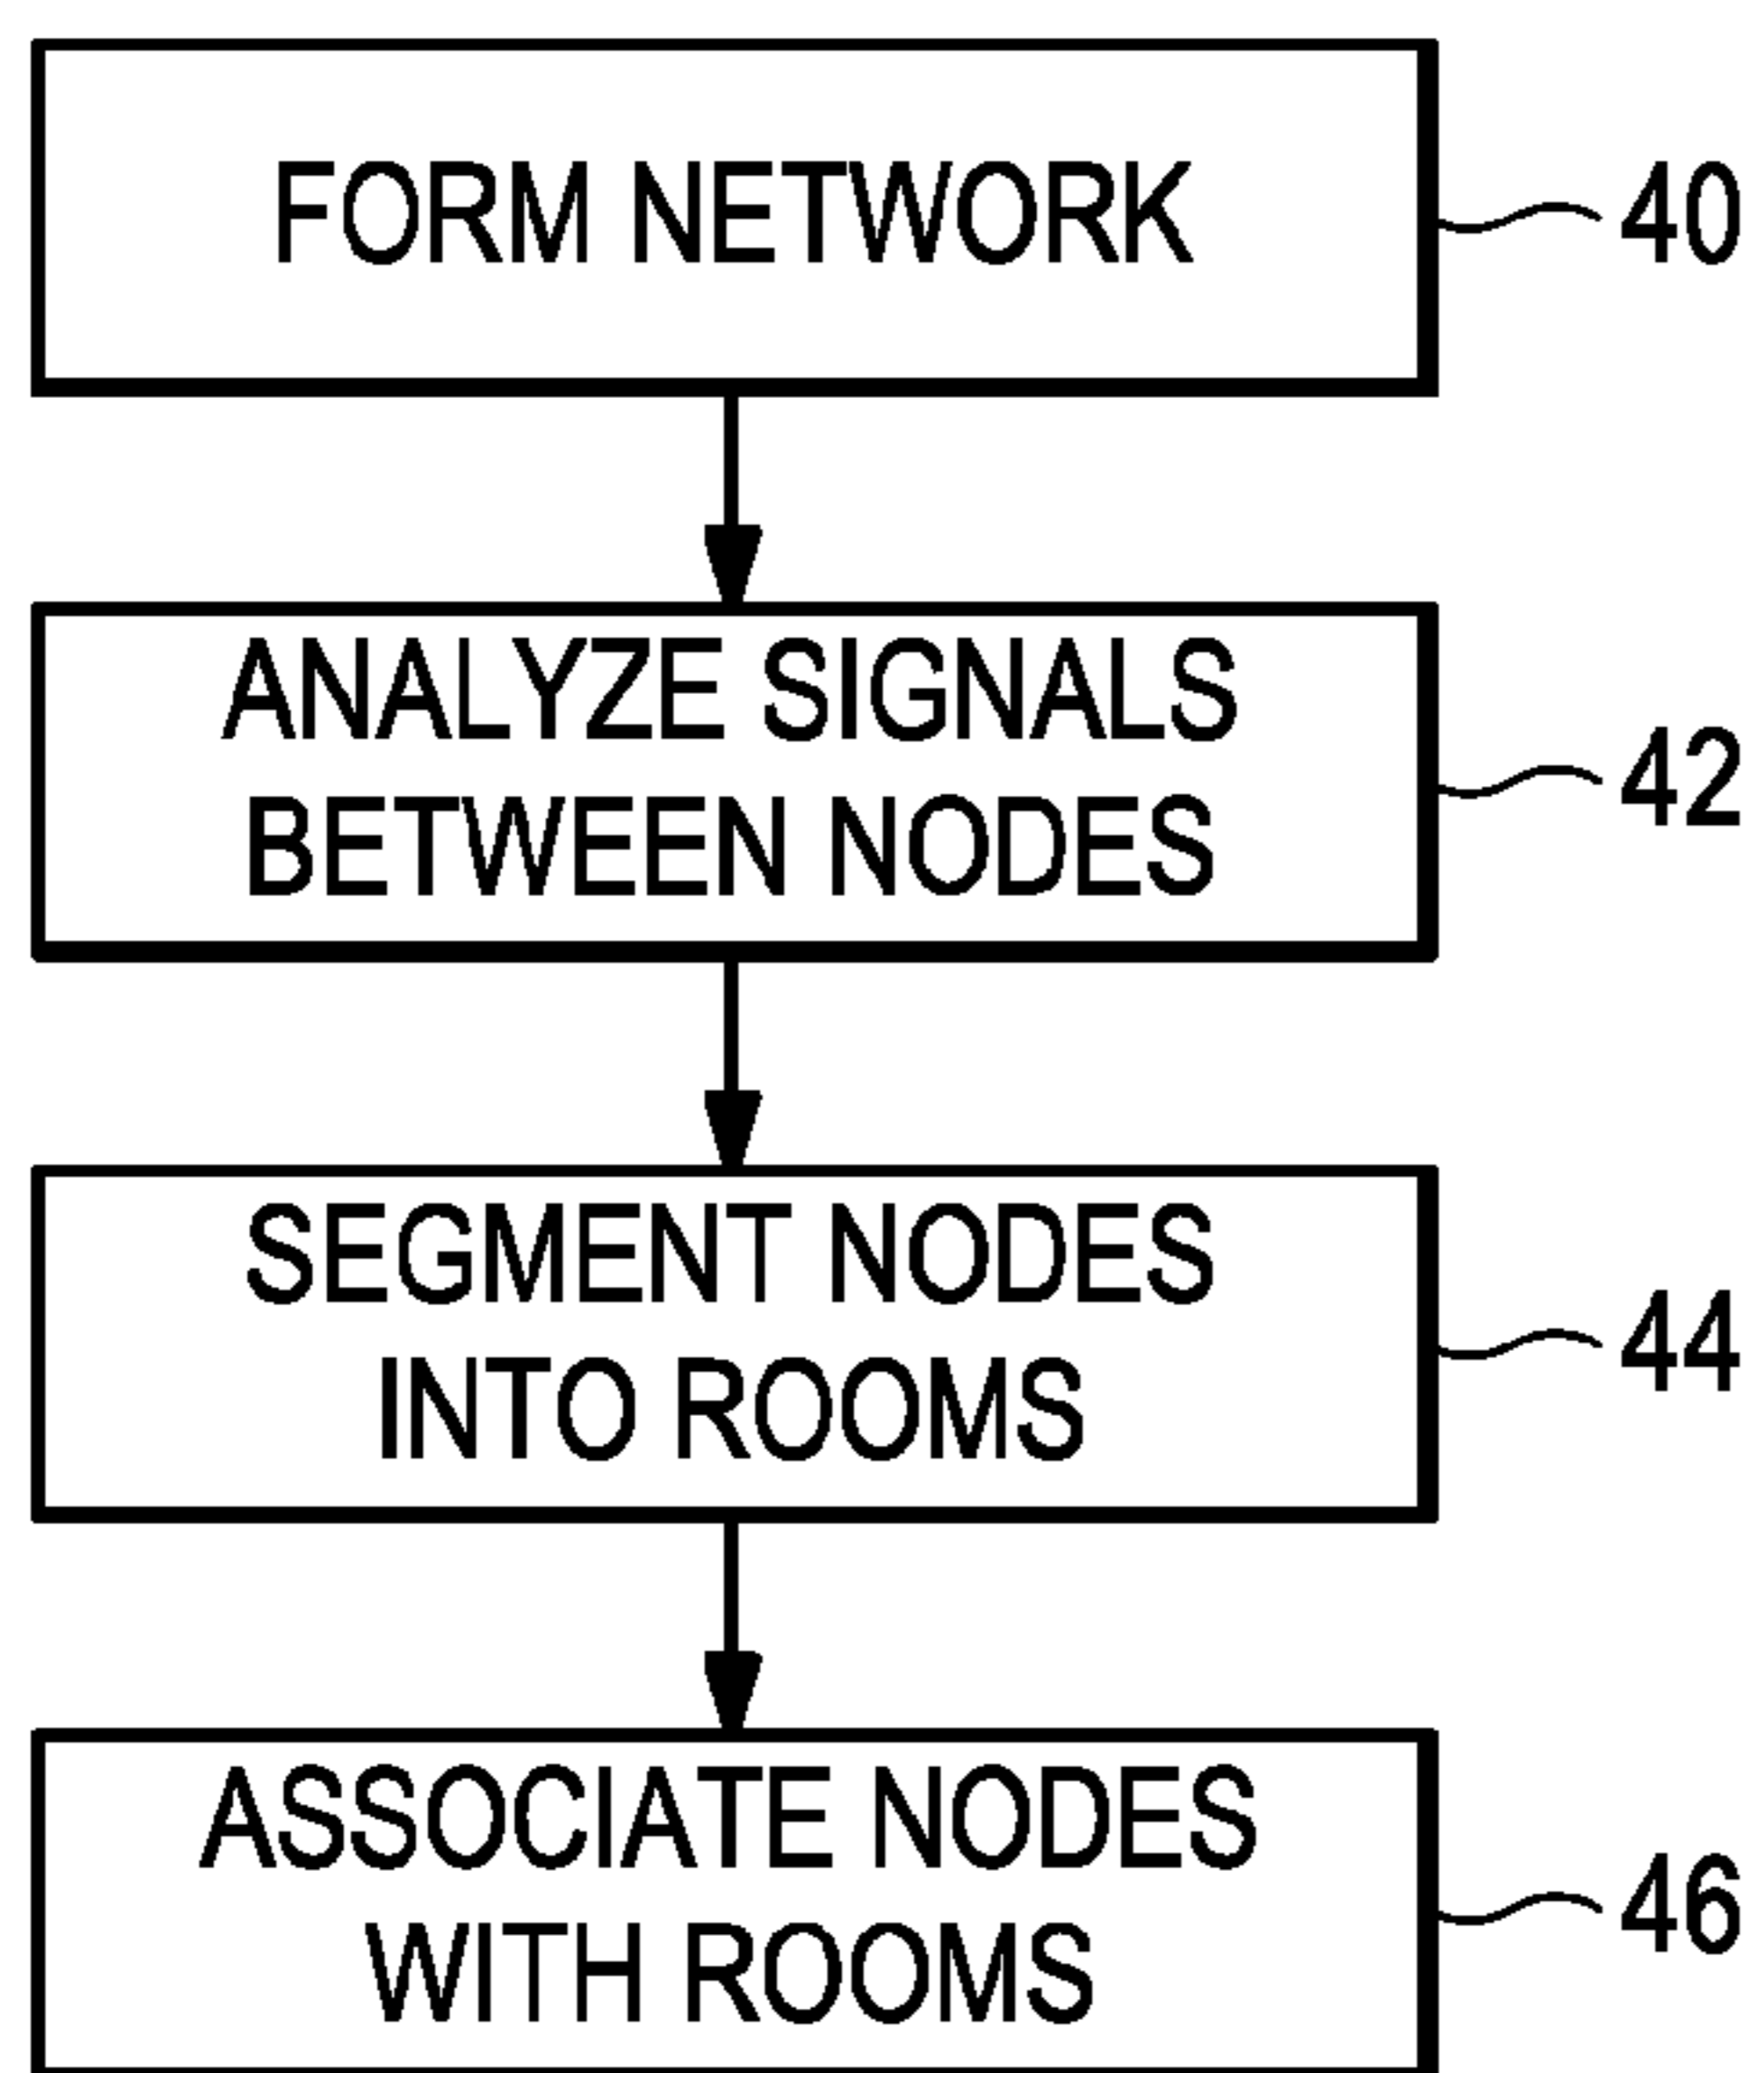 FORM NETWORK
40
ANALYZE SIGNALS
BETWEEN NODES
42
SEGMENT NODES
INTO ROOMS
44
ASSOCIATE NODES
WITH ROOMS
46